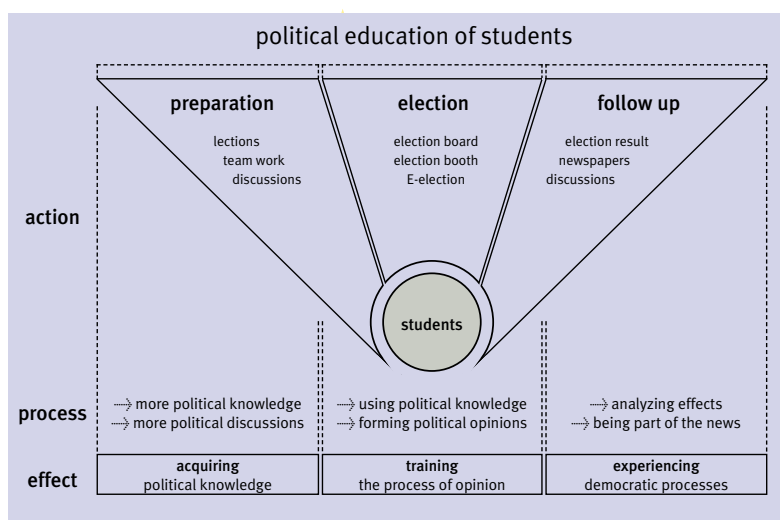 political education of students
preparation
election
follow up
lections
team work
discussions
election board
election booth
E-election
election result
newspapers
discussions
action
students
process
more political knowledge
more political discussions
using political knowledge
forming political opinions
analyzing effects
being part of the news
effect
acquiring
political knowledge
training
the process of opinion
experiencing
democratic processes